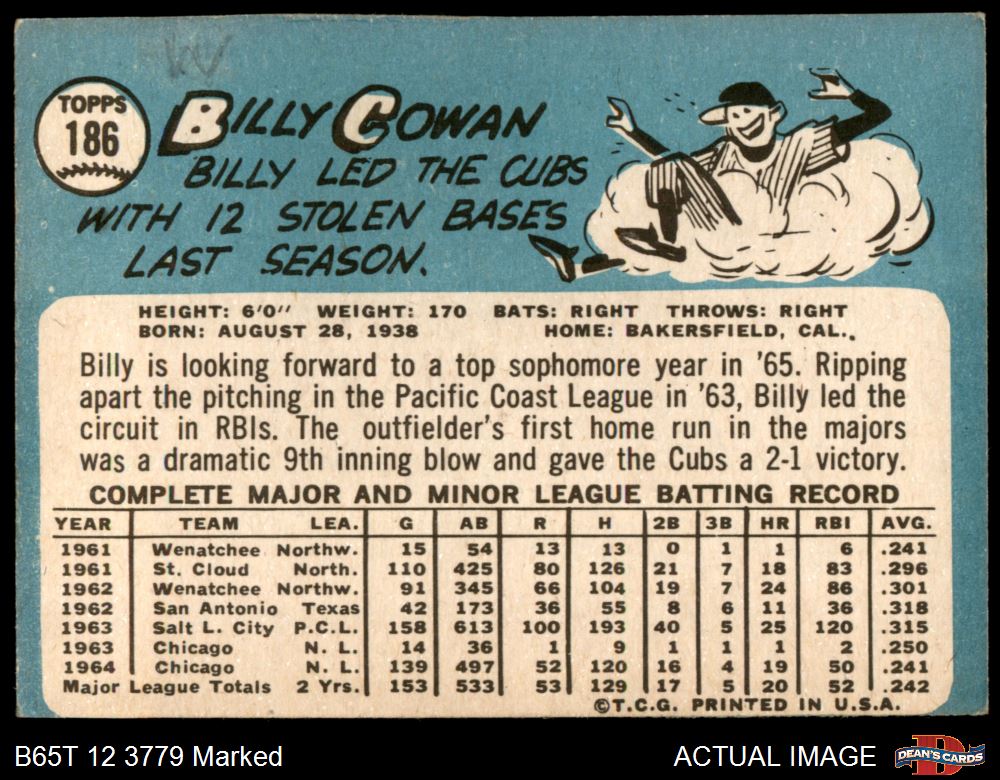 TOPPS
186
BILLY COWAN
BILLY LED THE CUBS
WITH 12 STOLEN BASES
LAST SEASON.
HEIGHT: 6'0" WEIGHT: 170 BATS: RIGHT THROWS: RIGHT
BORN: AUGUST 28, 1938 HOME: BAKERSFIELD, CAL..
Billy is looking forward to a top sophomore year in '65. Ripping
apart the pitching in the Pacific Coast League in '63, Billy led the
circuit in RBIs. The outfielder's first home run in the majors
was a dramatic 9th inning blow and gave the Cubs a 2-1 victory.
COMPLETE MAJOR AND MINOR LEAGUE BATTING RECORD
YEAR TEAM LEA. G AB R H 2B 3B HR RBI AVG.
1961 Wenatchee Northw. 15 54 13 13 0 1 1 6 .241
1961 St. Cloud North. 110 425 80 126 21 7 18 83 .296
1962 Wenatchee Northw. 91 345 66 104 19 7 24 86 .301
1962 San Antonio Texas 42 173 36 55 8 6 11 36 .318
1963 Salt L. City P.C.L. 158 613 100 193 40 5 25 120 .315
1963 Chicago N. L. 14 36 1 9 1 1 1 2 .250
1964 Chicago N. L. 139 497 52 120 16 4 19 50 .241
Major League Totals 2 Yrs. 153 533 53 129 17 5 20 52 .242
©T.C.G. PRINTED IN U.S.A.
B65T 12 3779 Marked
ACTUAL IMAGE
DEAN'S CARDS